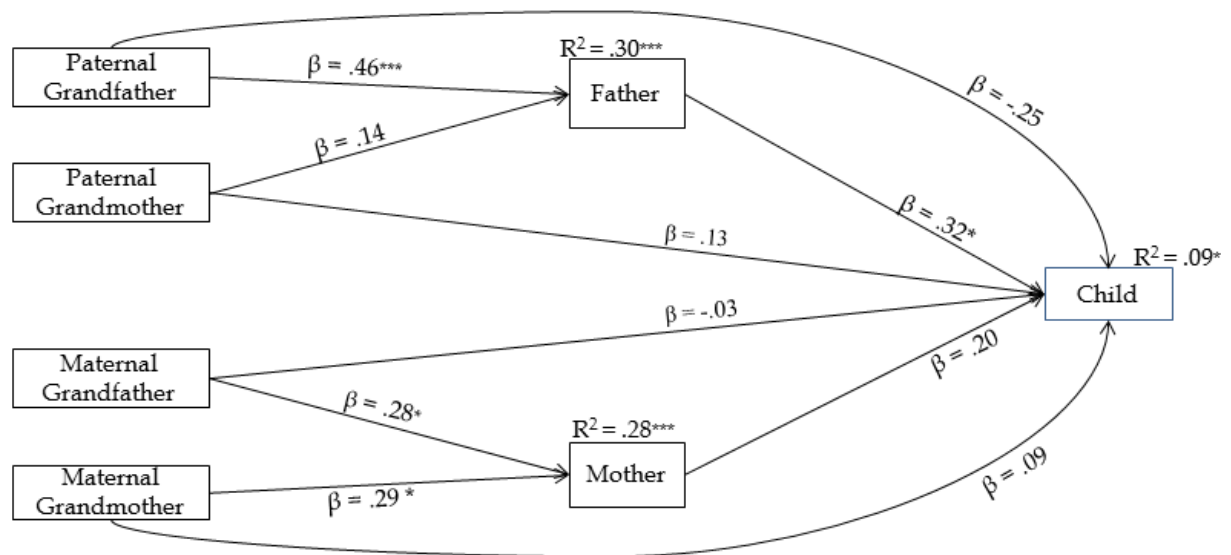 Paternal
Grandfather
β = .46***
R² = .30***
Father
β = -.25
β = .14
Paternal
Grandmother
β = .13
β = .32*
R² = .09*
Child
β = -.03
Maternal
Grandfather
β = .28*
β = .20
R² = .28***
Mother
Maternal
Grandmother
β = .29 *
β = .09